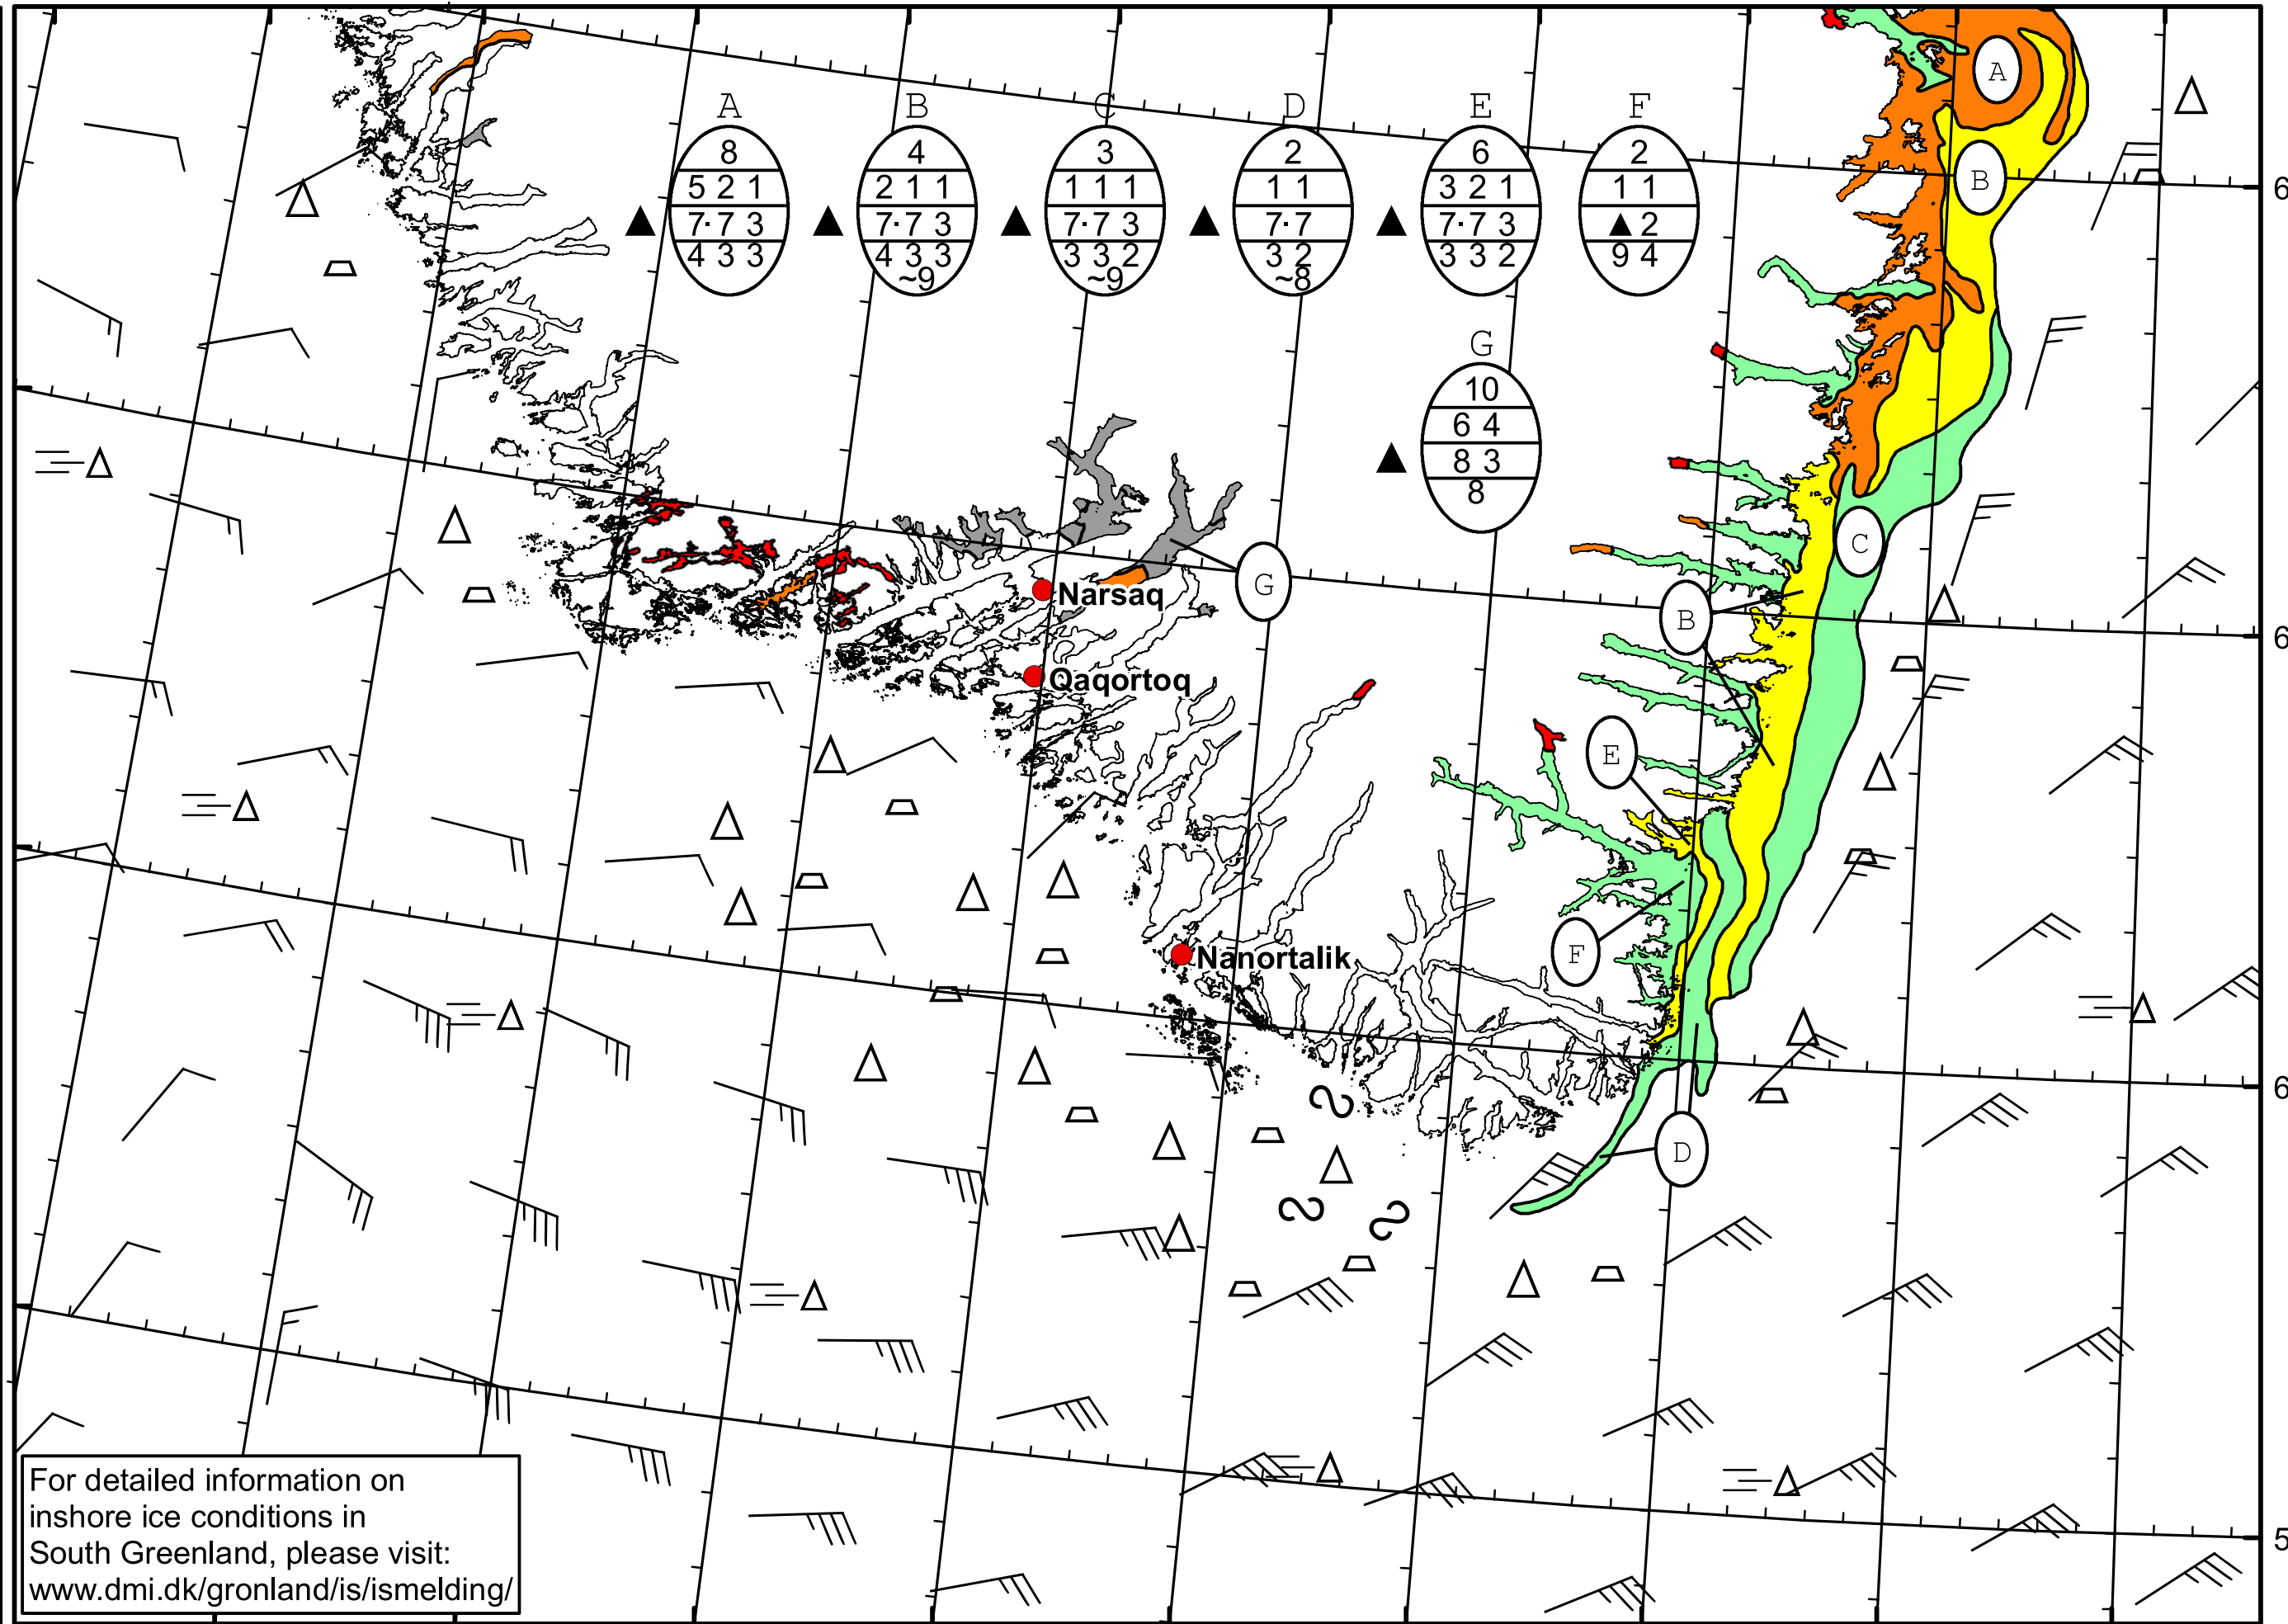 A B C D E F
8 4 3 2 6 2
5 2 1 2 1 1 1 1 1 1 1 3 2 1 1 1
7·7 3 7·7 3 7·7 3 7·7 7·7 3 ▲ 2
4 3 3 4 3 3 3 3 2 3 2 3 3 2 9 4
~9 ~9 ~8
G
10
6 4
8 3
8
A
B
C
G
B
E
F
D
Narsaq
Qaqortoq
Nanortalik
6
6
6
5
For detailed information on
inshore ice conditions in
South Greenland, please visit:
www.dmi.dk/gronland/is/ismelding/